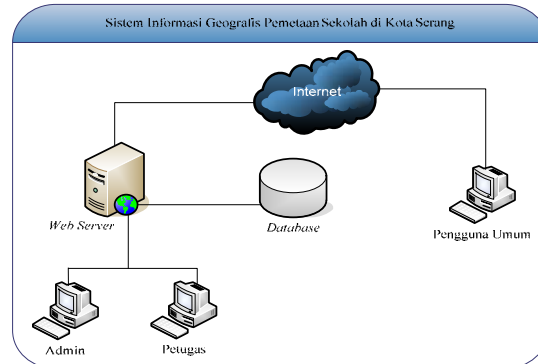 Sistem Informasi Geografis Pemetaan Sekolah di Kota Serang
Internet
Web Server
Database
Pengguna Umum
Admin
Petugas